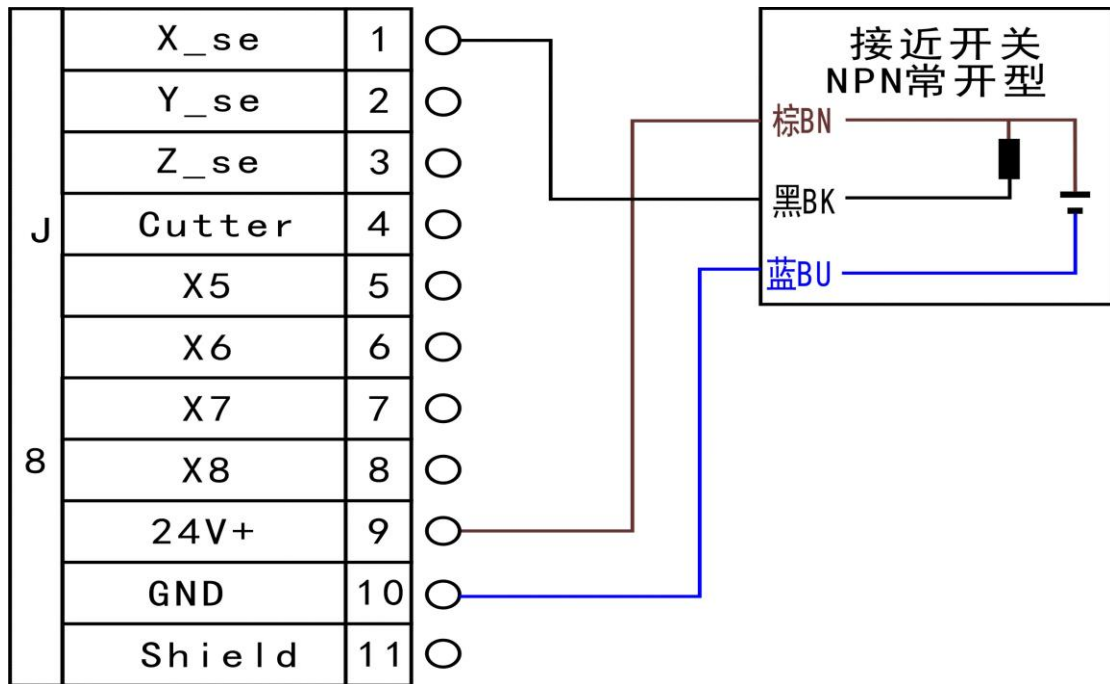 X_se 1
Y_se 2
Z_se 3
J
Cutter 4
X5 5
X6 6
X7 7
8
X8 8
24V+ 9
GND 10
Shield 11
接近开关
NPN常开型
棕BN
黑BK
蓝BU